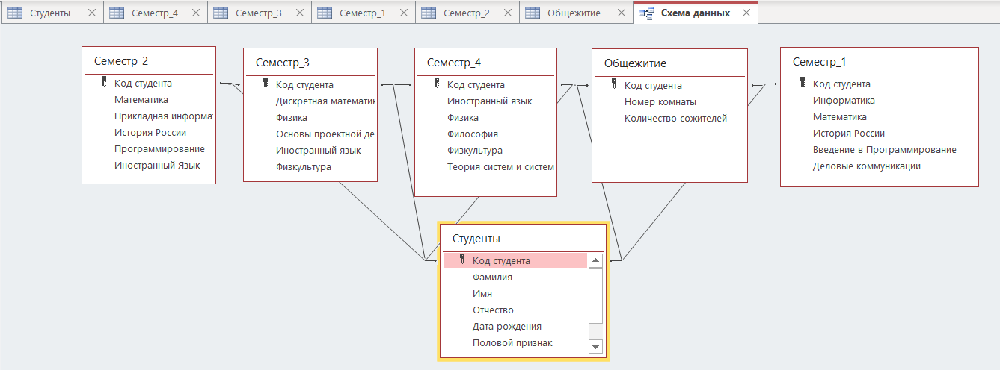 Студенты
Семестр_4
Семестр_3
Семестр_1
Семестр_2
Общежитие
Схема данных
Семестр_2
Код студента
Математика
Прикладная информат
История России
Программирование
Иностранный Язык
Семестр_3
Код студента
Дискретная математин
Физика
Основы проектной де
Иностранный язык
Физкультура
Семестр_4
Код студента
Иностранный язык
Физика
Философия
Физкультура
Теория систем и систем
Общежитие
Код студента
Номер комнаты
Количество сожителей
Семестр_1
Код студента
Информатика
Математика
История России
Введение в Программирование
Деловые коммуникации
Студенты
Код студента
Фамилия
Имя
Отчество
Дата рождения
Половой признак